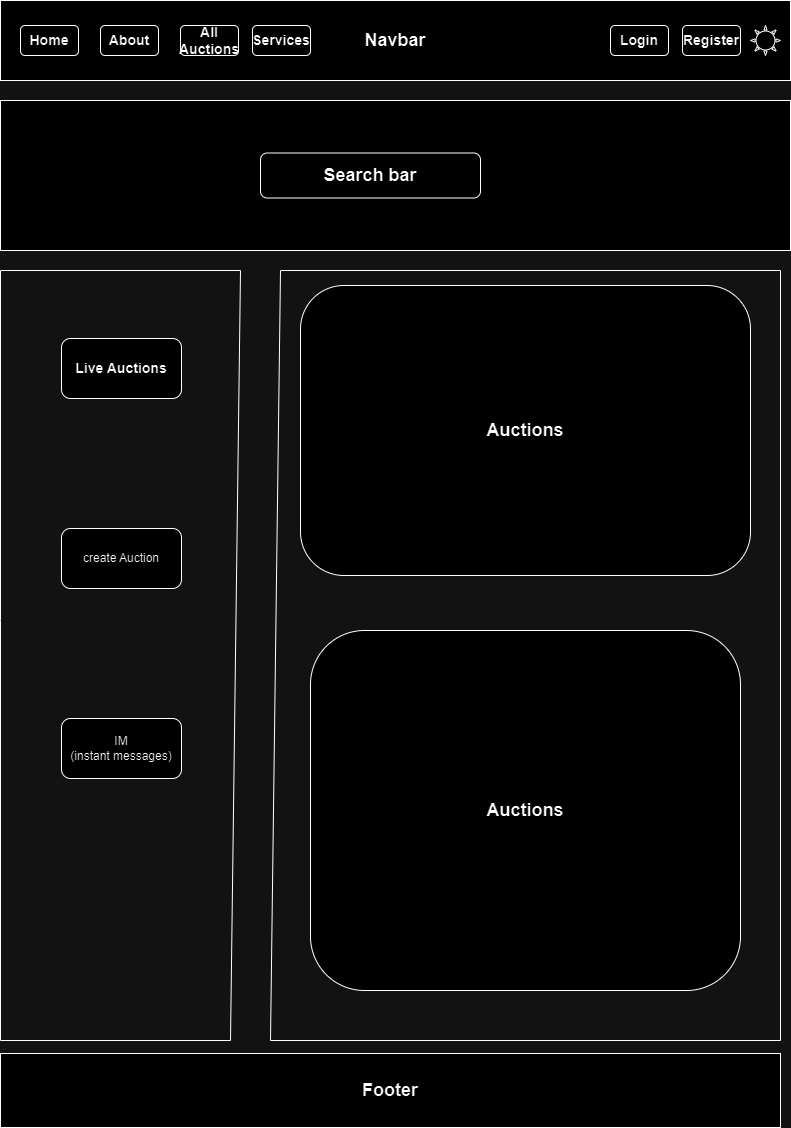 Home
About
All
Auctions
Services
Navbar
Login
Register
Search bar
Live Auctions
create Auction
IM
(instant messages)
Auctions
Auctions
Footer